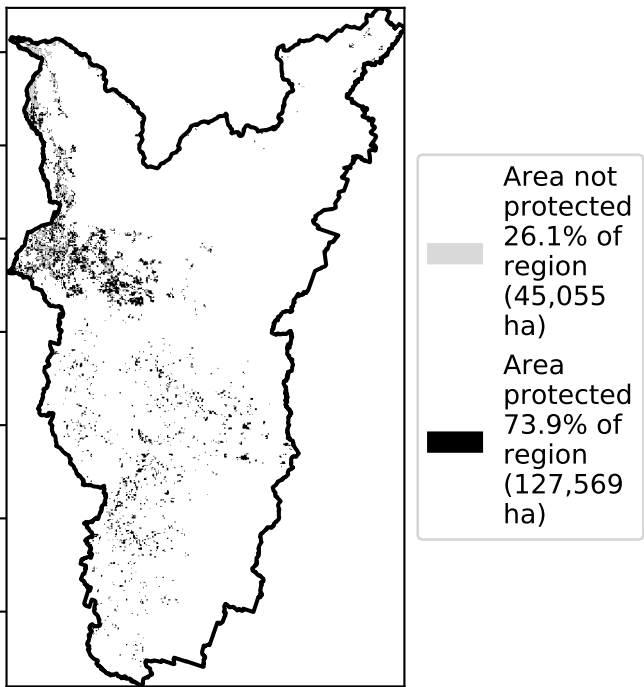 Area not
protected
26.1% of
region
(45,055
ha)
Area
protected
73.9% of
region
(127,569
ha)